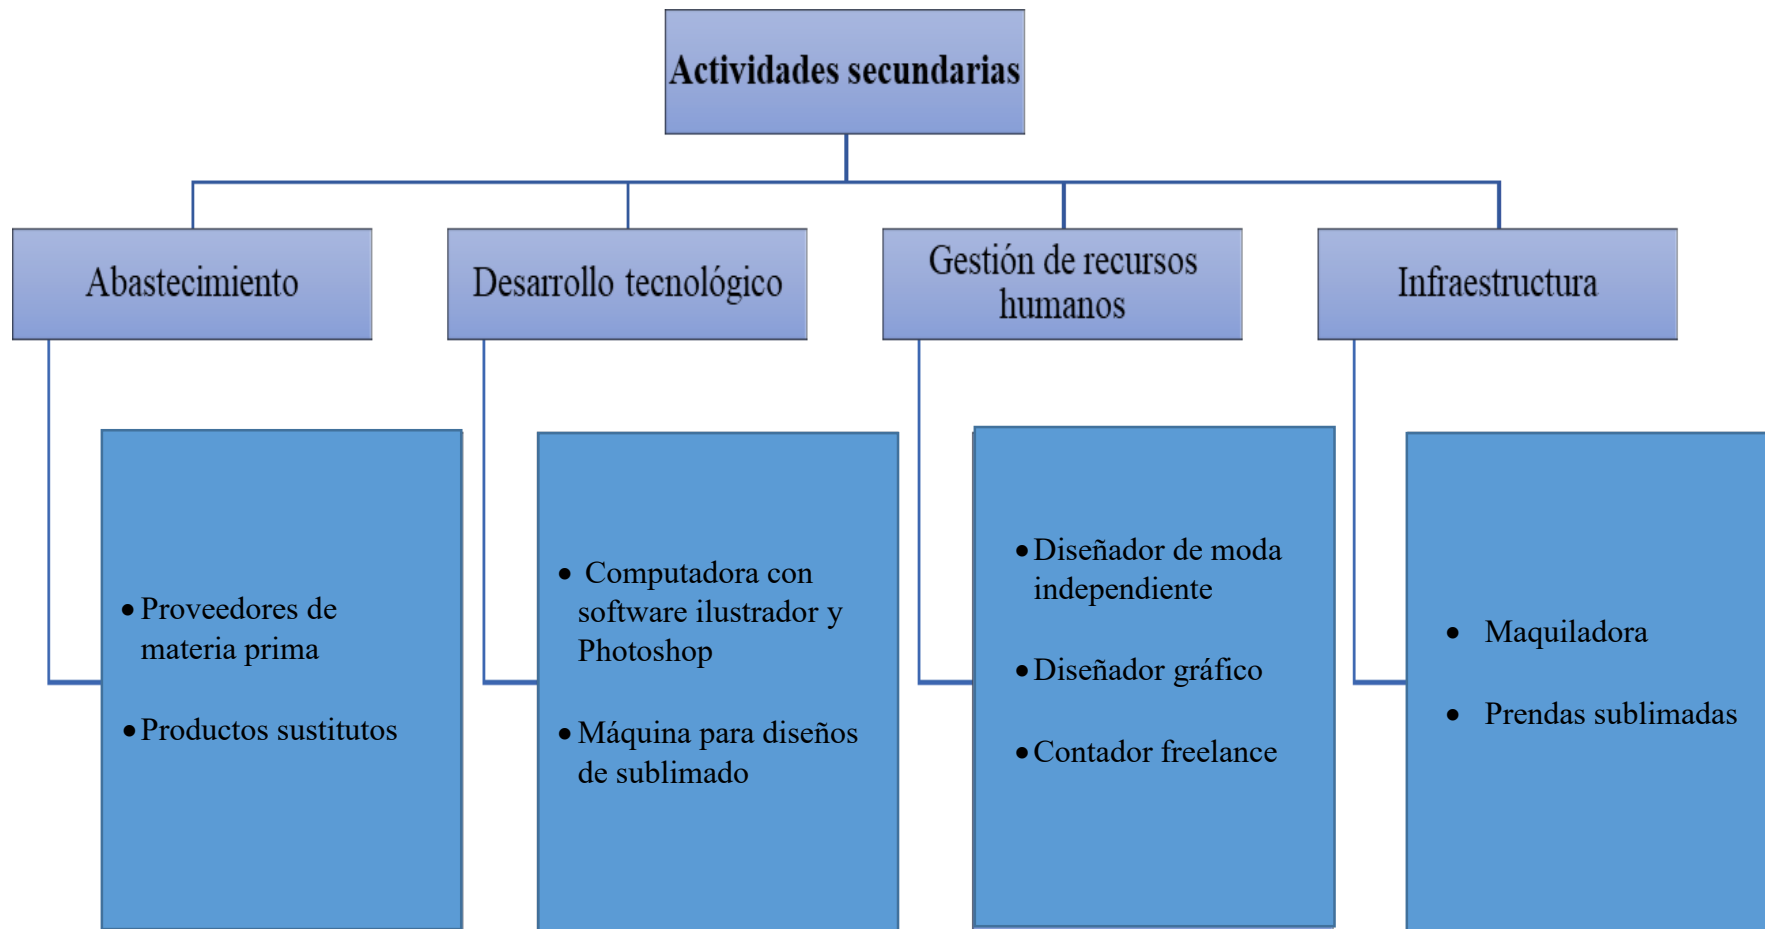 Actividades secundarias
Abastecimiento
Desarrollo tecnológico
Gestión de recursos
humanos
Infraestructura
• Proveedores de
materia prima
• Productos sustitutos
• Computadora con
software ilustrador y
Photoshop
• Máquina para diseños
de sublimado
• Diseñador de moda
independiente
• Diseñador gráfico
• Contador freelance
• Maquiladora
• Prendas sublimadas